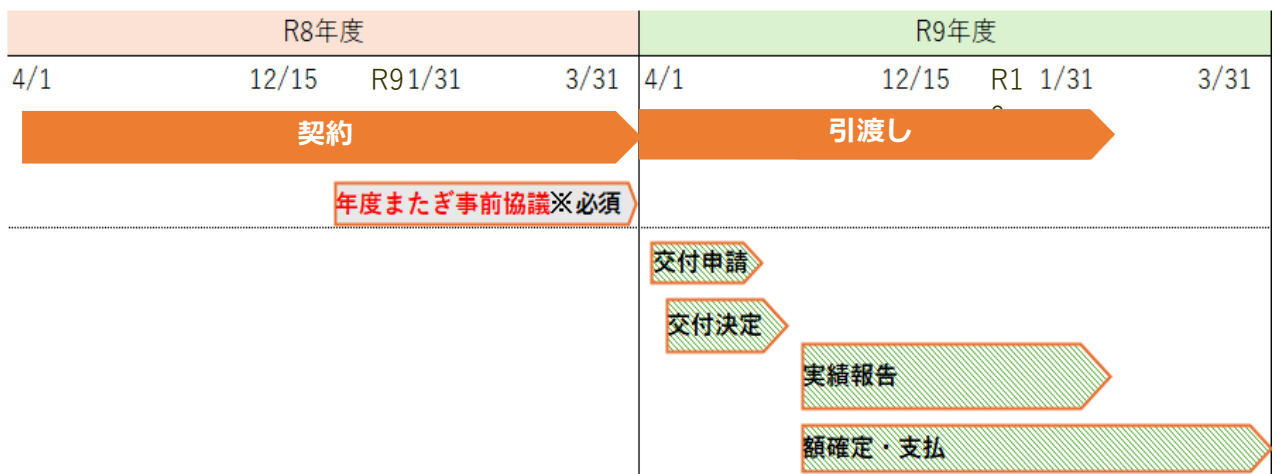 R8年度 R9年度
4/1 12/15 R91/31 3/31 4/1 12/15 R1 1/31 3/31
契約 引渡し
年度またぎ事前協議※必須
交付申請
交付決定
実績報告
額確定・支払